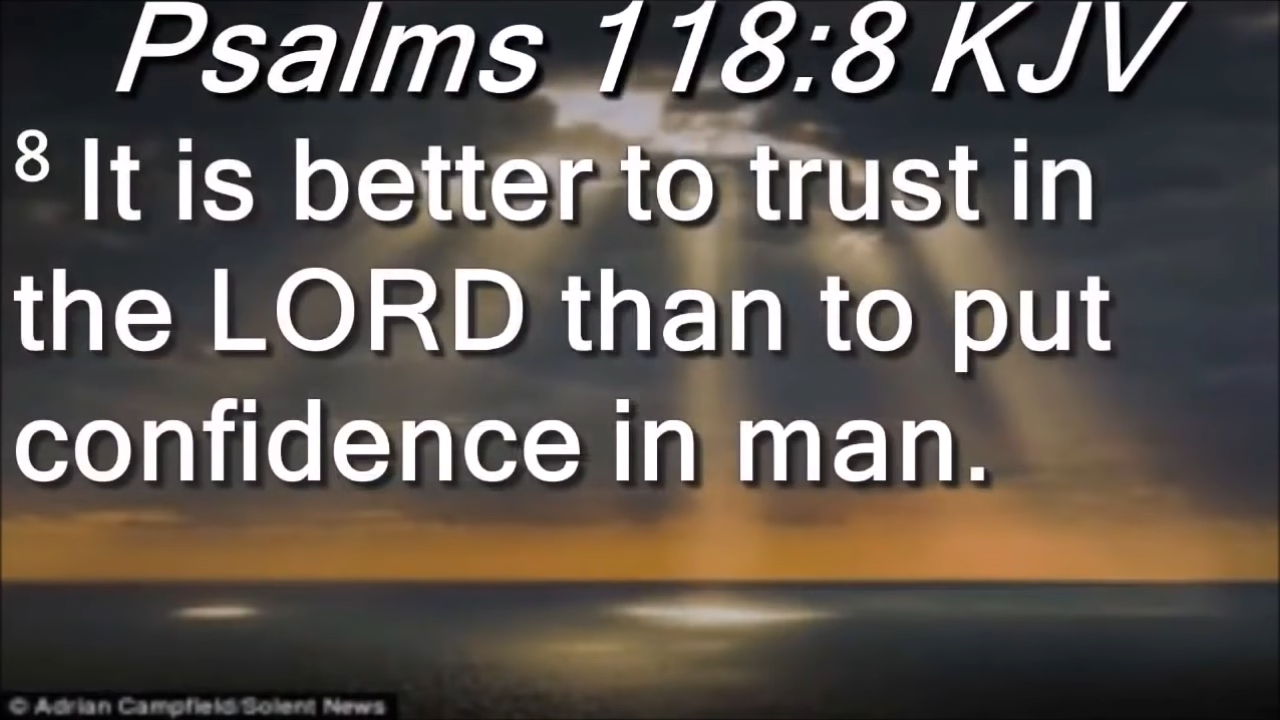 Psalms 118:8 KJV
8 It is better to trust in
the LORD than to put
confidence in man.
© Adrian Campfield/Solent News